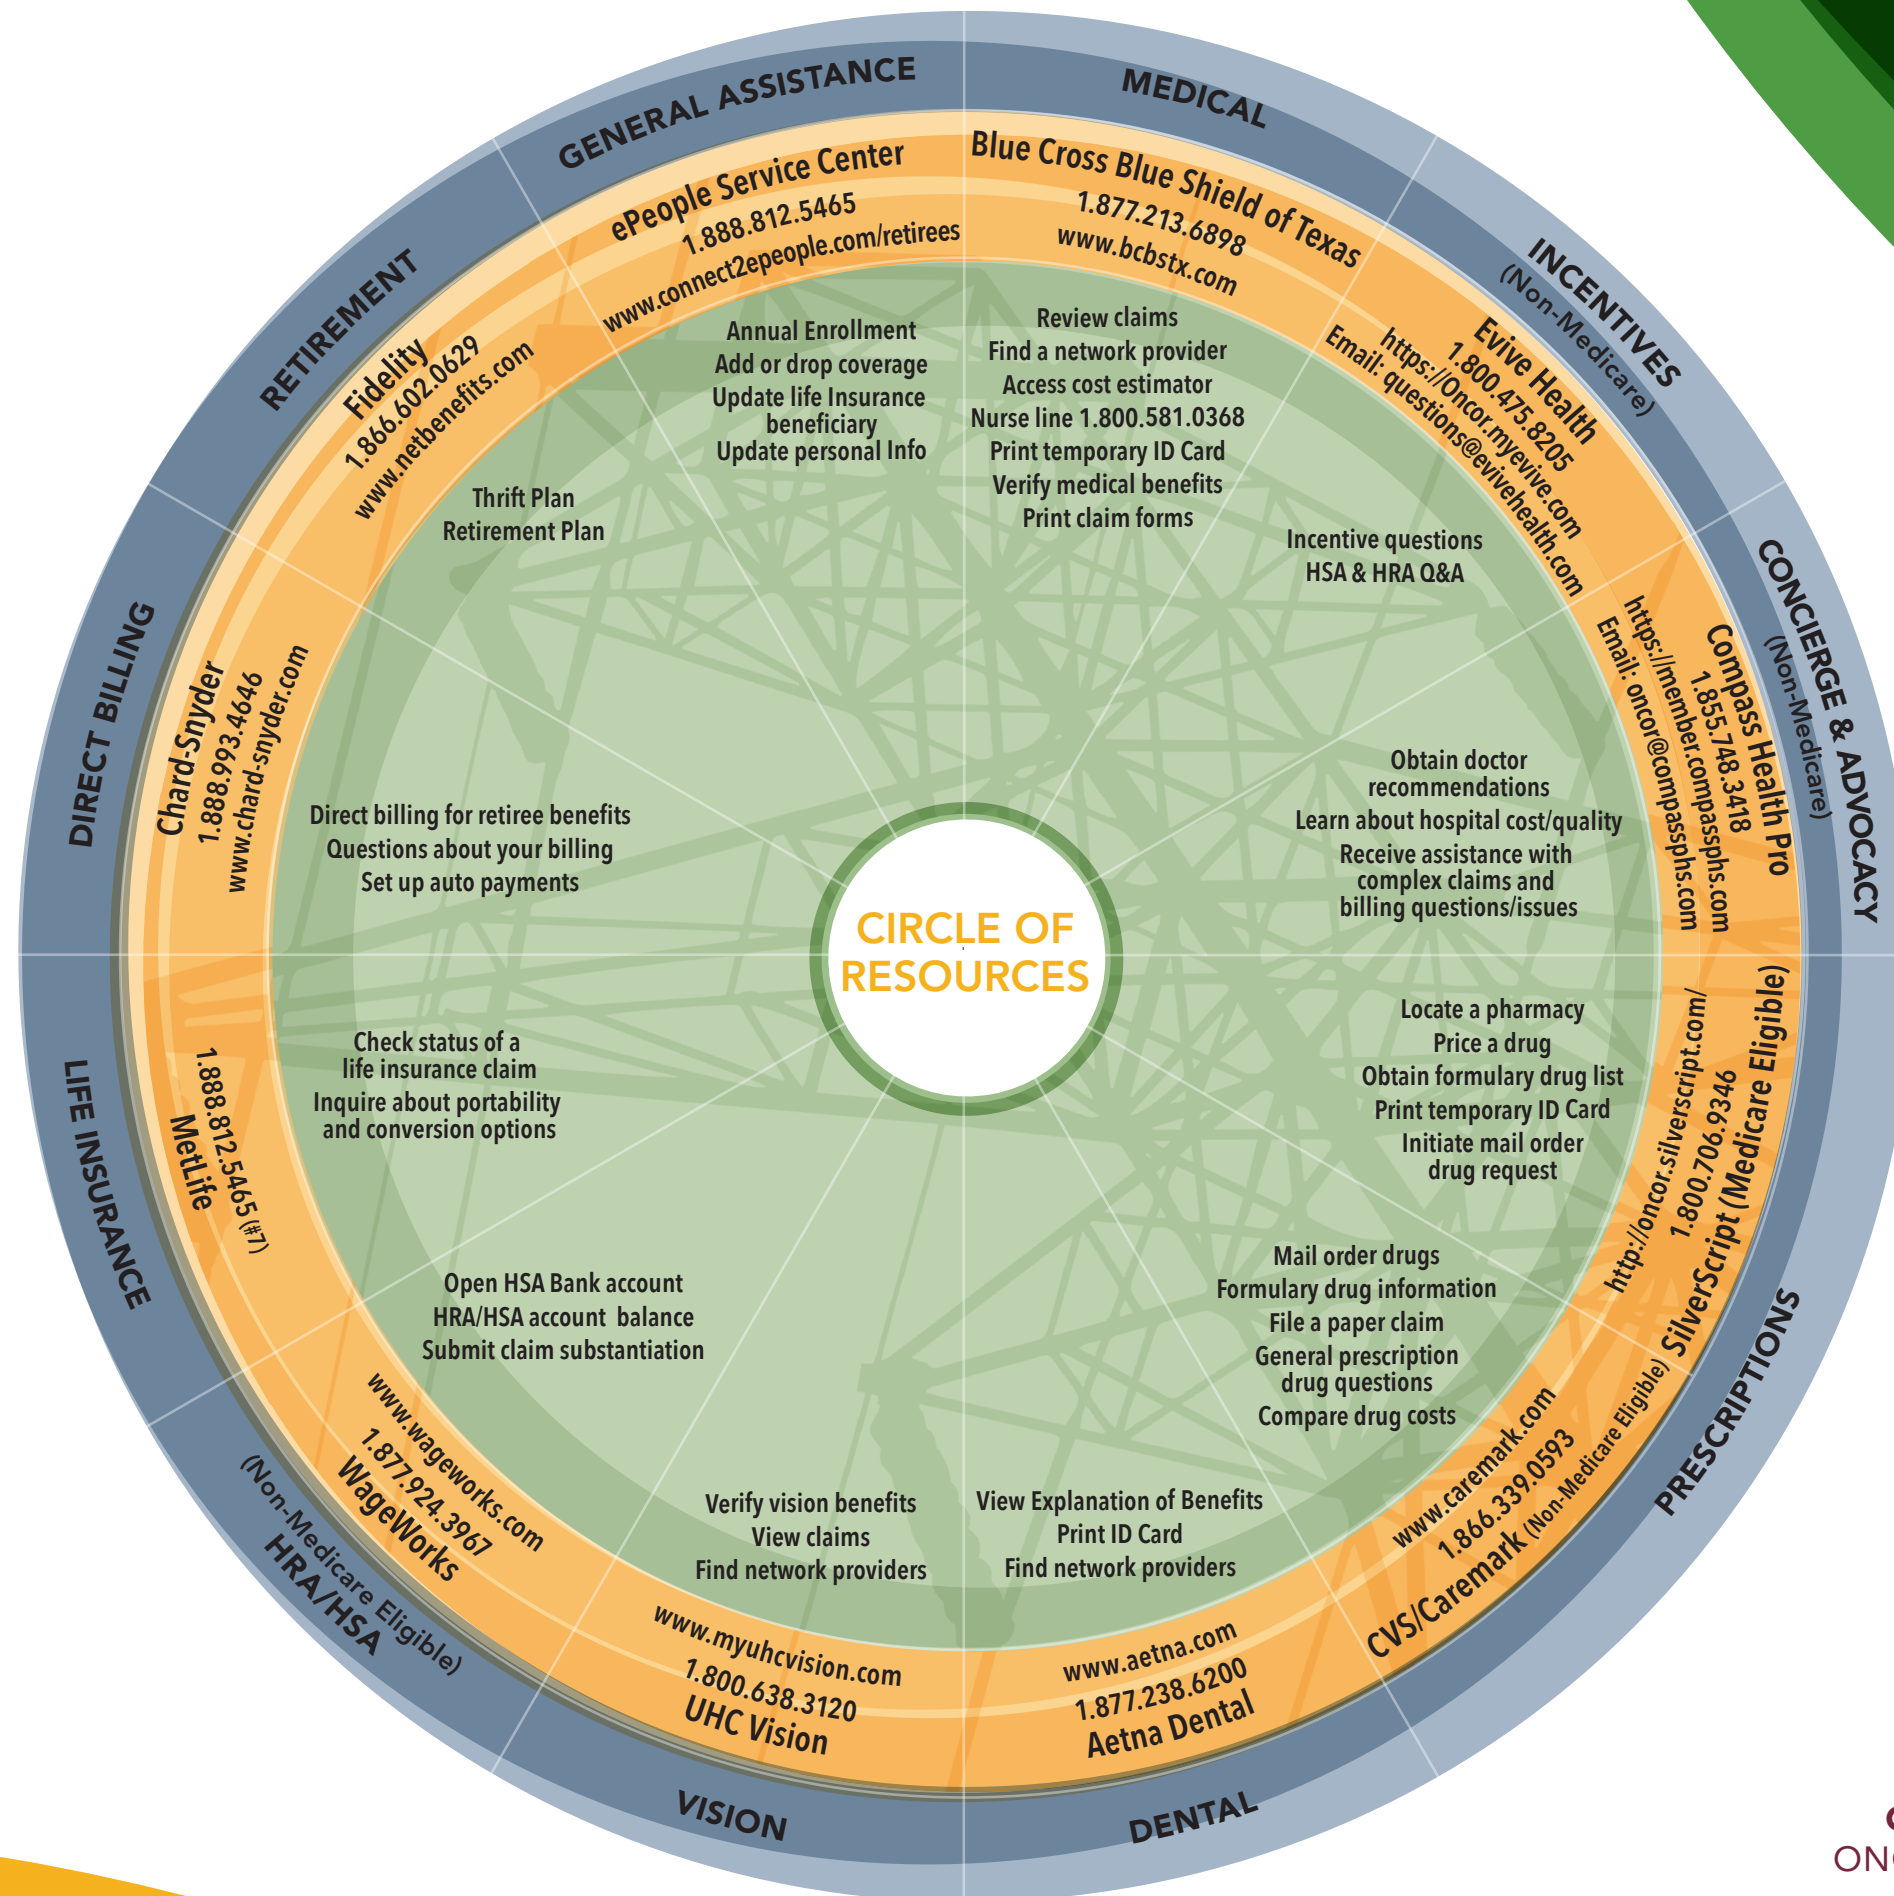 CIRCLE OF
RESOURCES
GENERAL ASSISTANCE
ePeople Service Center
1.888.812.5465
www.connect2epeople.com/retirees
Annual Enrollment
Add or drop coverage
Update life Insurance
beneficiary
Update personal Info
MEDICAL
Blue Cross Blue Shield of Texas
1.877.213.6898
www.bcbstx.com
Review claims
Find a network provider
Access cost estimator
Nurse line 1.800.581.0368
Print temporary ID Card
Verify medical benefits
Print claim forms
INCENTIVES
(Non-Medicare)
Evive Health
1.800.475.8205
https://Oncor.myevive.com
Email: questions@evivehealth.com
Incentive questions
HSA & HRA Q&A
CONCIERGE & ADVOCACY
(Non-Medicare)
Compass Health Pro
1.855.748.3418
https://member.compassphs.com
Email: oncor@compassphs.com
Obtain doctor
recommendations
Learn about hospital cost/quality
Receive assistance with
complex claims and
billing questions/issues
PRESCRIPTIONS
Locate a pharmacy
Price a drug
Obtain formulary drug list
Print temporary ID Card
Initiate mail order
drug request
http://oncor.silverscript.com/
1.800.706.9346
SilverScript (Medicare Eligible)
Mail order drugs
Formulary drug information
File a paper claim
General prescription
drug questions
Compare drug costs
www.caremark.com
1.866.339.0593
CVS/Caremark (Non-Medicare Eligible)
View Explanation of Benefits
Print ID Card
Find network providers
www.aetna.com
1.877.238.6200
Aetna Dental
DENTAL
Verify vision benefits
View claims
Find network providers
www.myuhcvision.com
1.800.638.3120
UHC Vision
VISION
Open HSA Bank account
HRA/HSA account balance
Submit claim substantiation
www.wageworks.com
1.877.924.3967
WageWorks
(Non-Medicare Eligible)
HRA/HSA
Check status of a
life insurance claim
Inquire about portability
and conversion options
1.888.812.5465 (#7)
MetLife
LIFE INSURANCE
DIRECT BILLING
Chard-Snyder
1.888.993.4646
www.chard-snyder.com
Direct billing for retiree benefits
Questions about your billing
Set up auto payments
RETIREMENT
Fidelity
1.866.602.0629
www.netbenefits.com
Thrift Plan
Retirement Plan